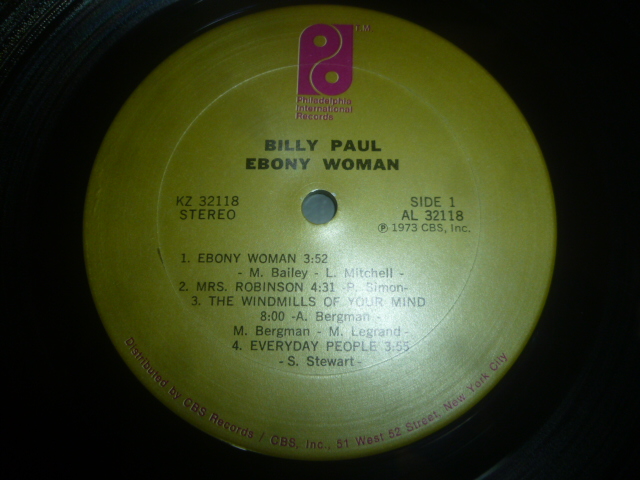 T.M.
Philadelphia
International
Records
BILLY PAUL
EBONY WOMAN
KZ 32118
STEREO
SIDE 1
AL 32118
℗ 1973 CBS, Inc.
1. EBONY WOMAN 3:52
- M. Bailey - L. Mitchell -
2. MRS. ROBINSON 4:31 -P. Simon-
3. THE WINDMILLS OF YOUR MIND
8:00 -A. Bergman -
M. Bergman - M. Legrand -
4. EVERYDAY PEOPLE 3:55
- S. Stewart -
Distributed by CBS Records / CBS, Inc., 51 West 52 Street, New York City